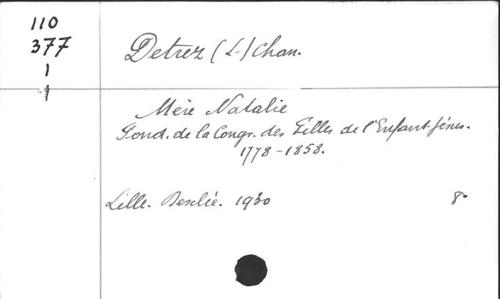 110
377
1
1
Detrez (L.) Chan.
Mère Natalie
Fond. de la Congr. des Filles de l'Enfant Jésus.
1778-1858.
Lille. Desclée. 1930 8°